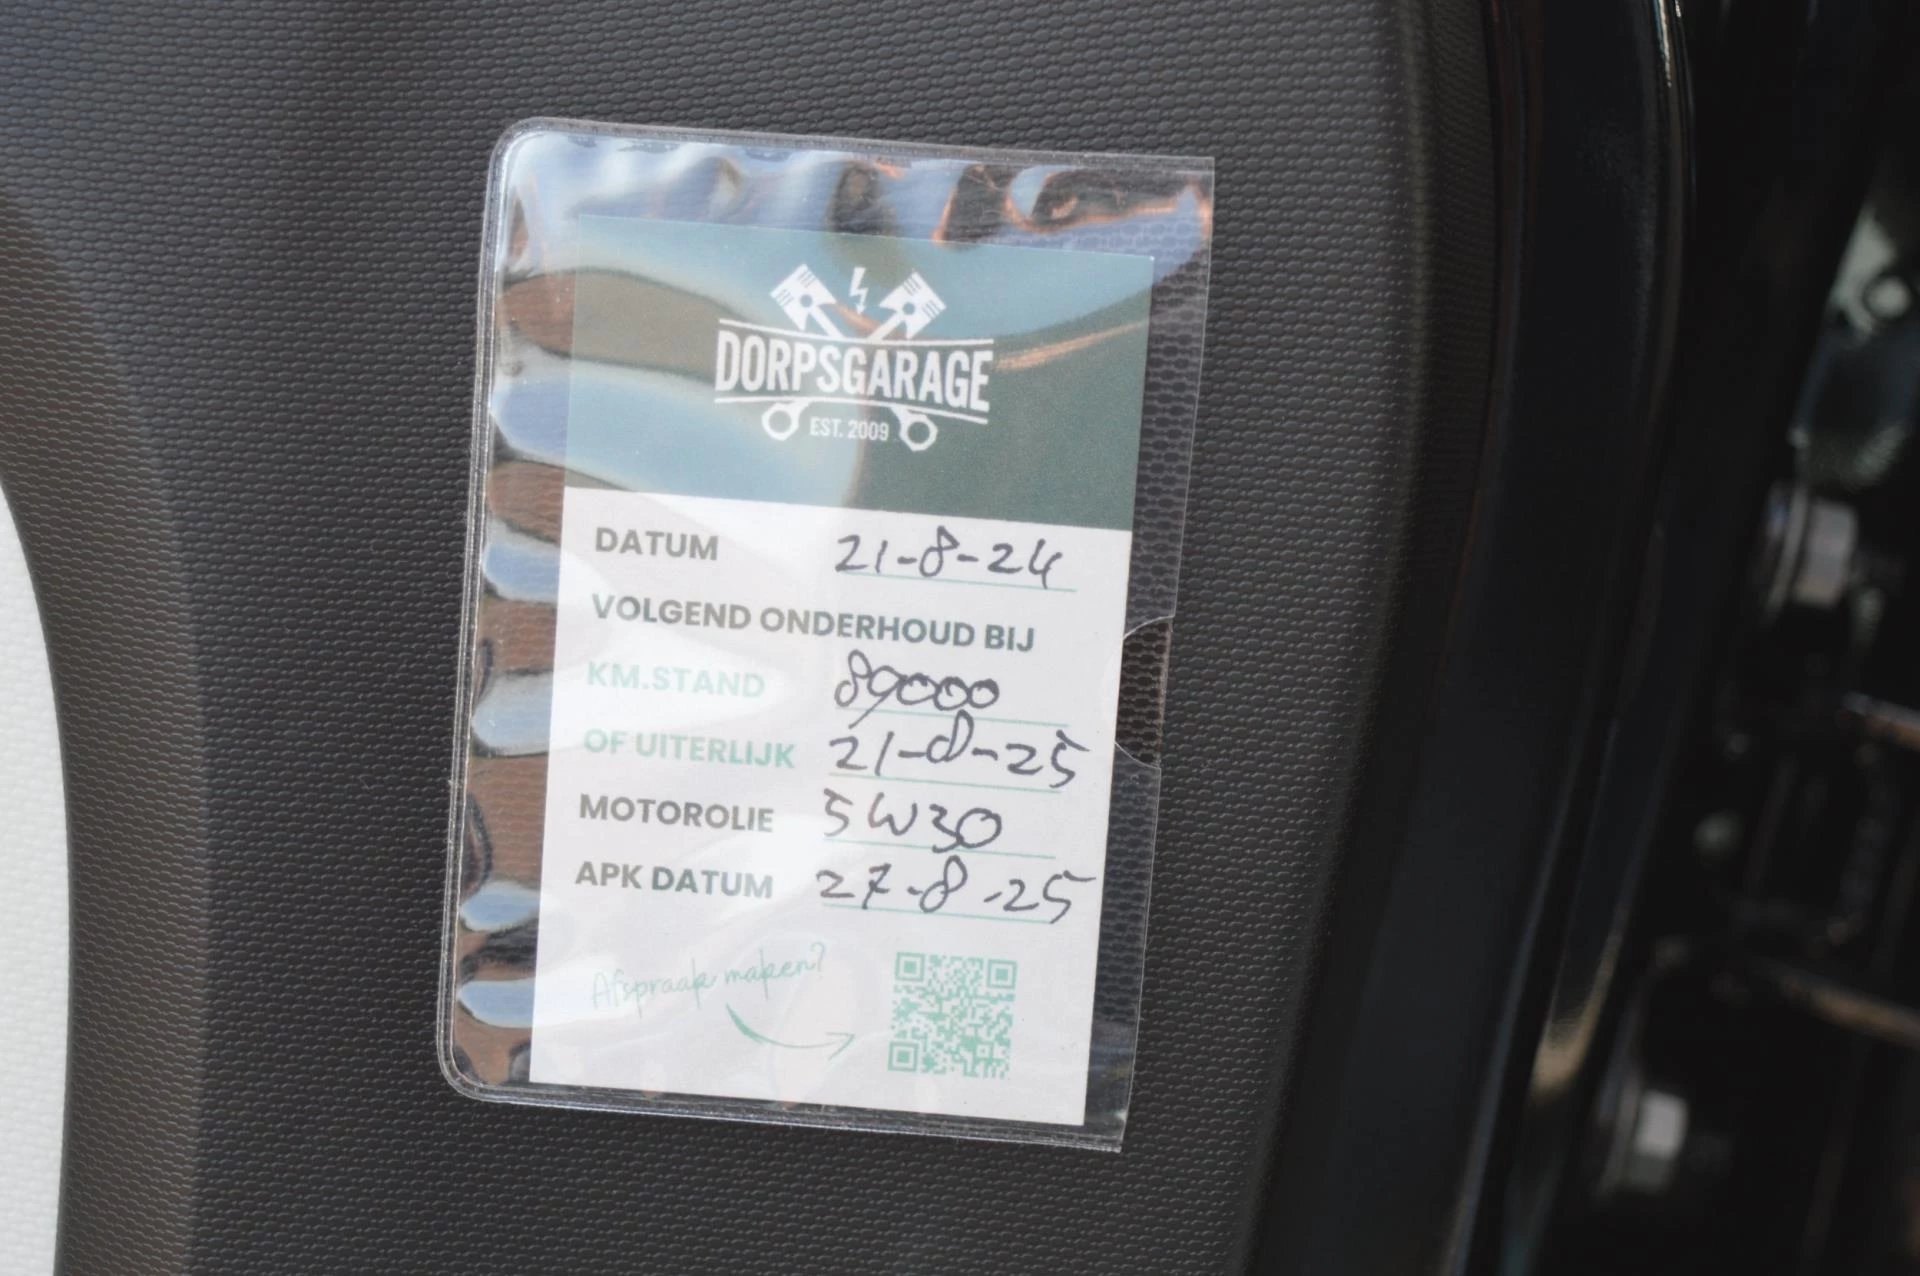 DORPSGARAGE
EST. 2009
DATUM 21-8-24
VOLGEND ONDERHOUD BIJ
KM.STAND 89000
OF UITERLIJK 21-8-25
MOTOROLIE 5W30
APK DATUM 27-8-25
Afspraak maken?